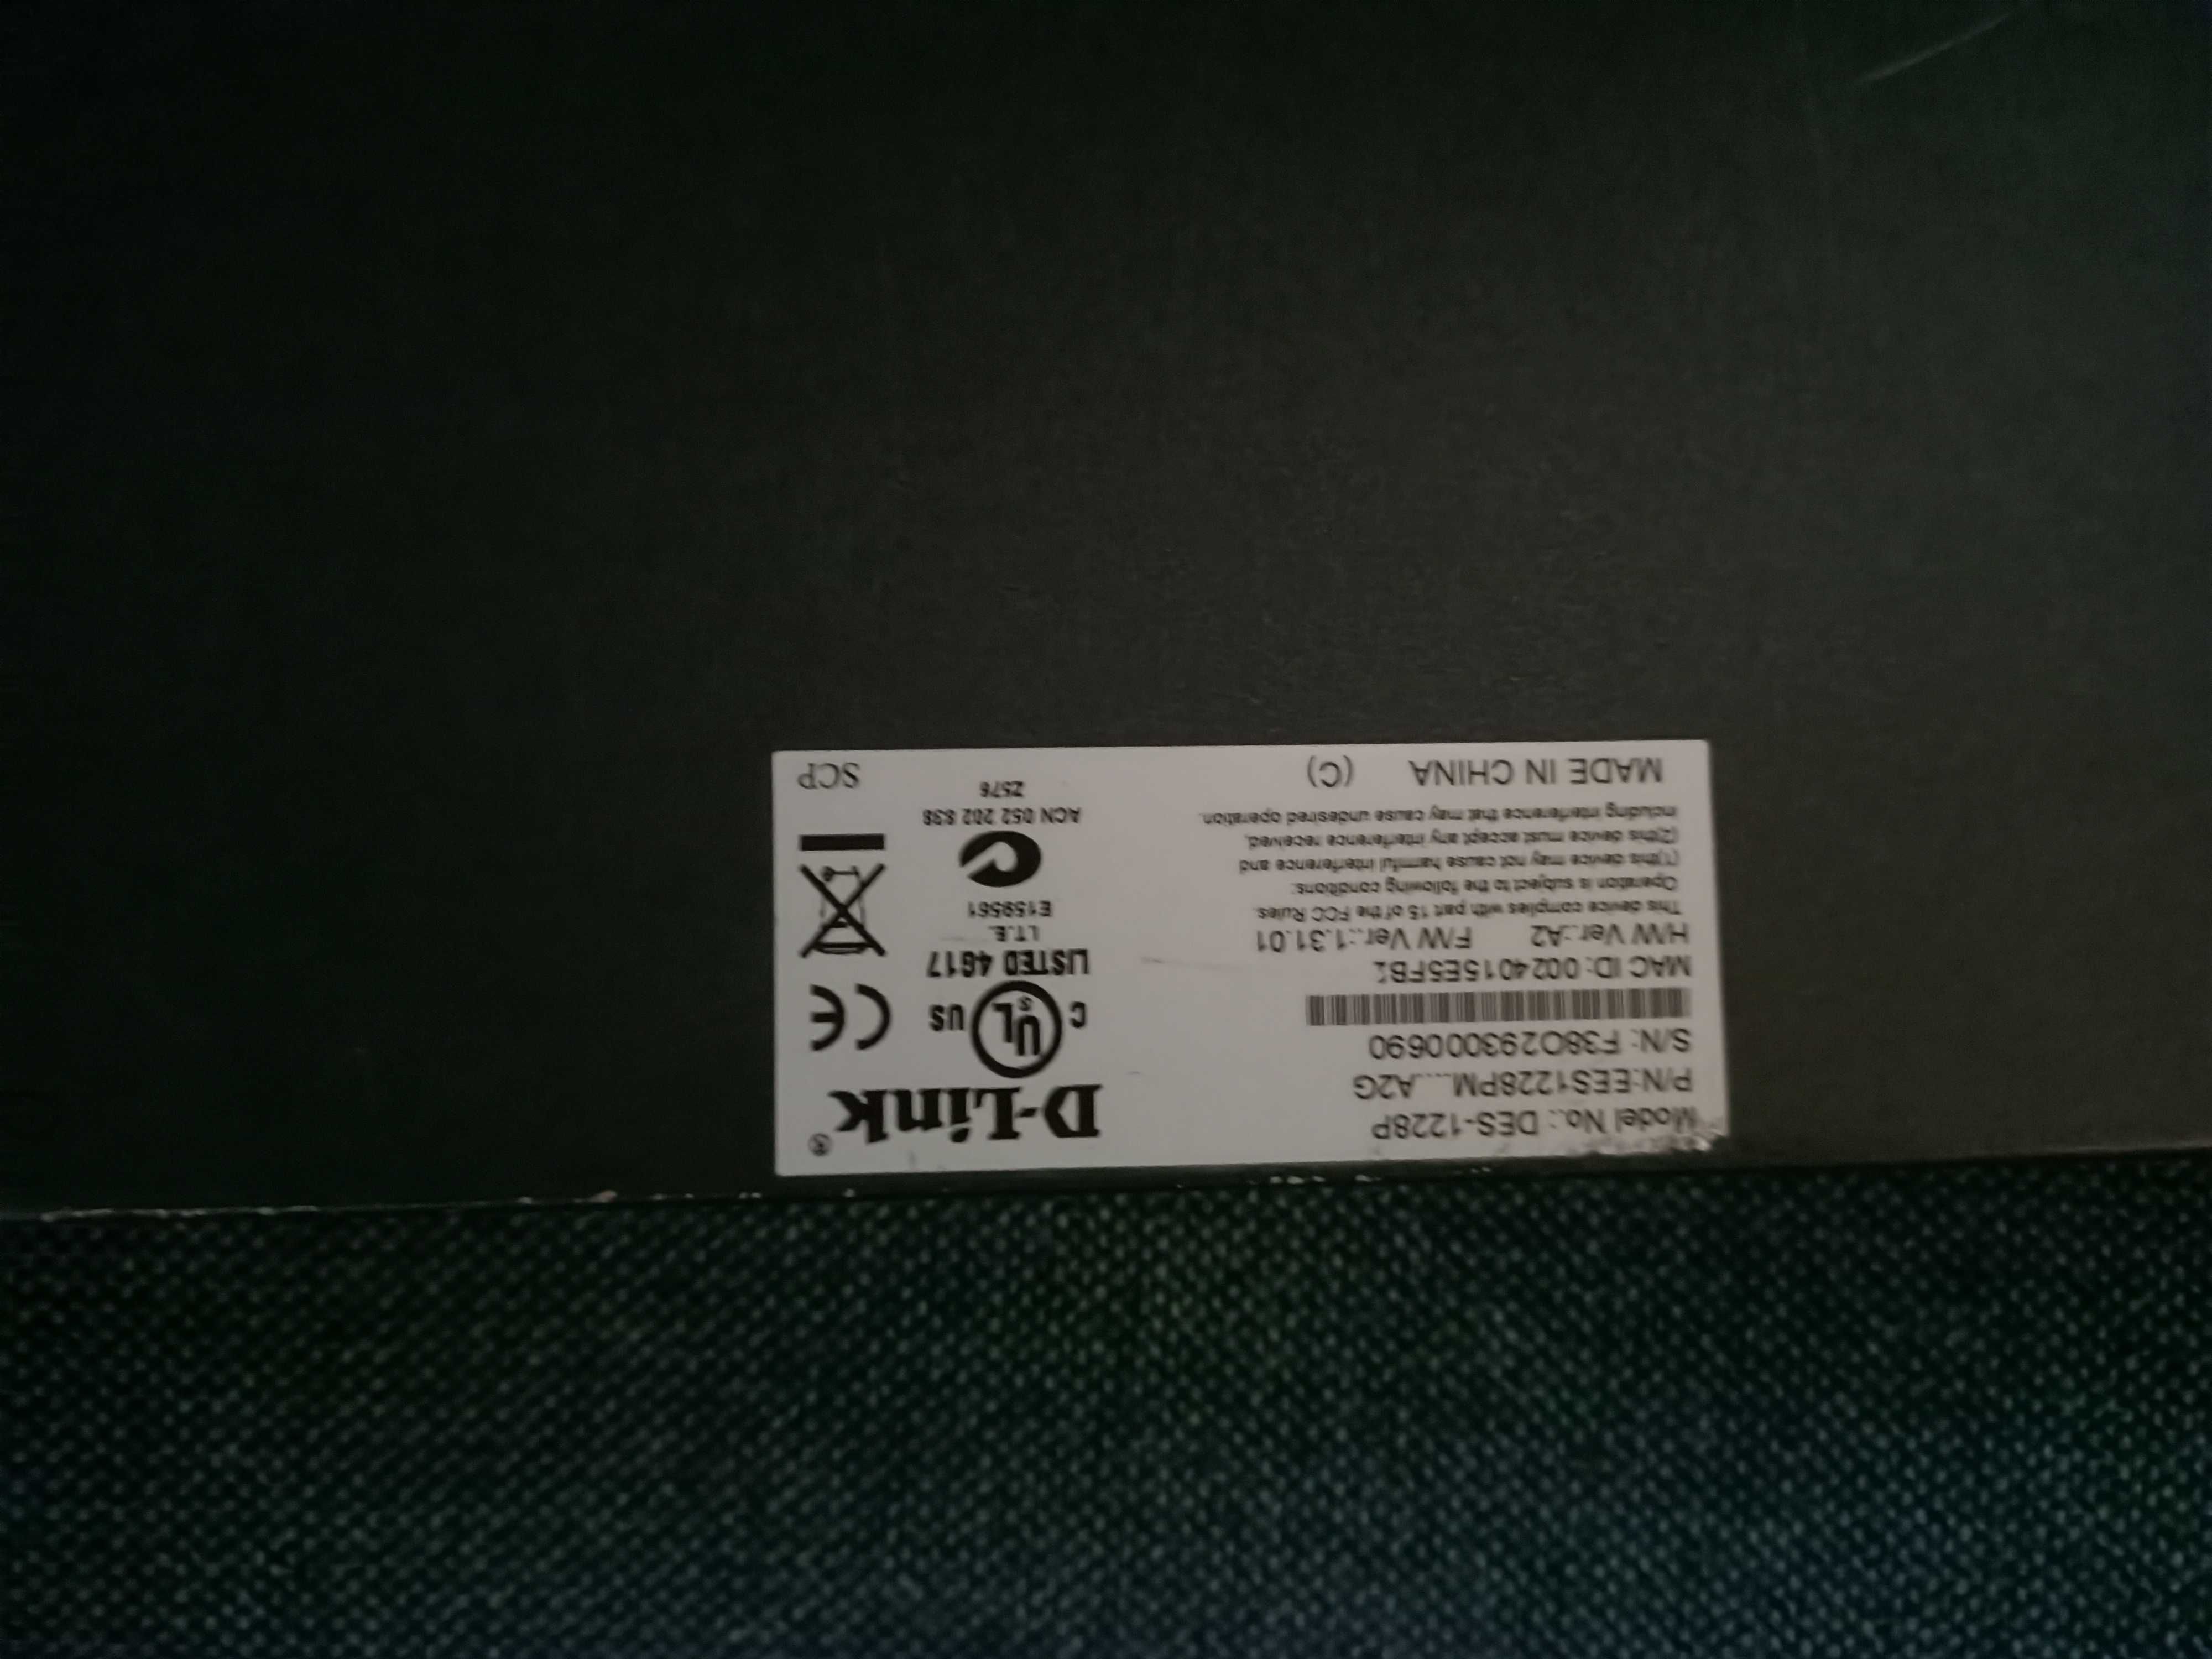 Model No.: DES-1228P
P/N:EES1228PM....A2G
S/N: F38O293000690
MAC ID: 0024015E5FB1
H/W Ver.:A2 F/W Ver.:1.31.01
This device complies with part 15 of the FCC Rules.
Operation is subject to the following conditions:
(1)this device may not cause harmful interference and
(2)this device must accept any interference received,
including interference that may cause undesired operation.
MADE IN CHINA (C)
D-Link®
C UL US CE
LISTED 4G17
I.T.E.
E159561
ACN 052 202 838
Z576
SCP